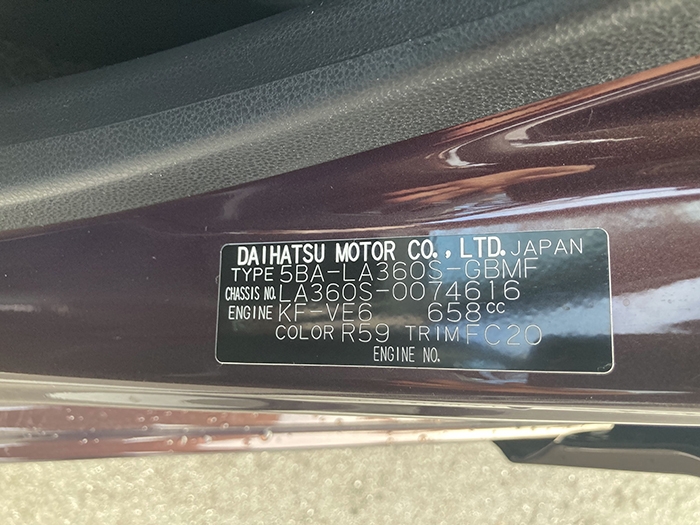 DAIHATSU MOTOR CO., LTD. JAPAN
TYPE 5BA-LA360S-GBMF
CHASSIS NO. LA360S-0074616
ENGINE KF-VE6 658cc
COLOR R59 TRIM FC20
ENGINE NO.